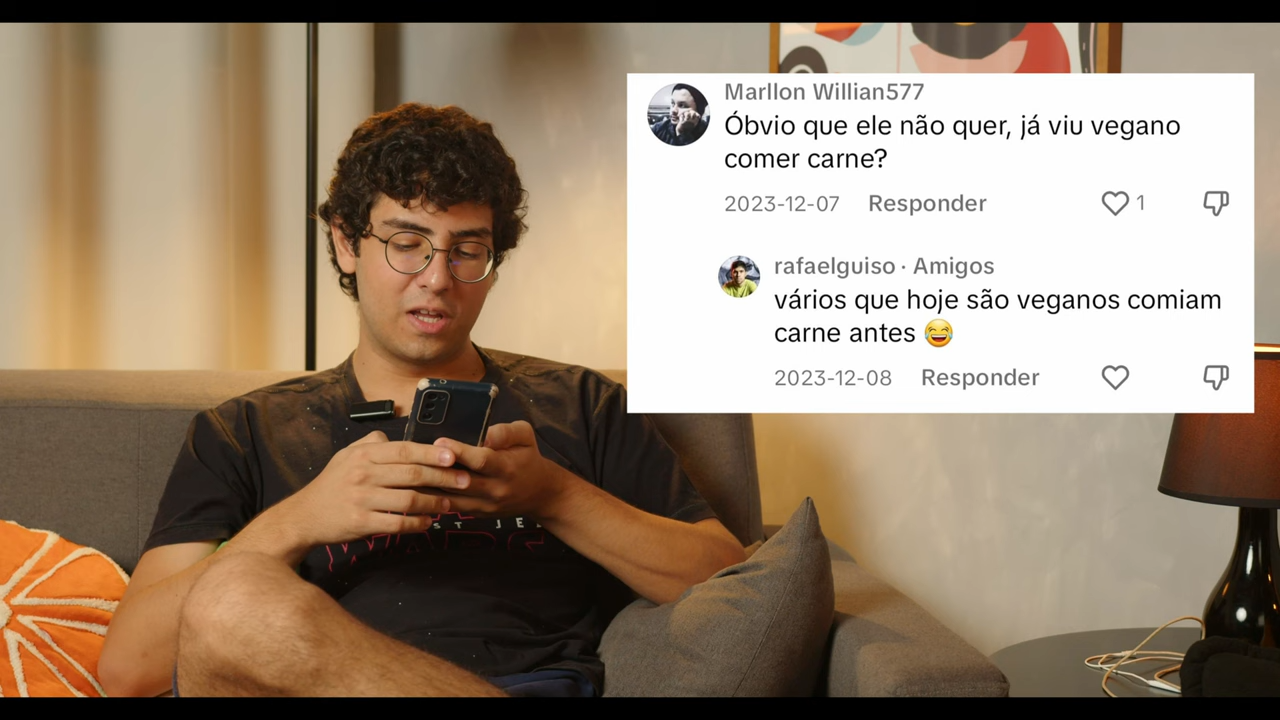 Marllon Willian577
Óbvio que ele não quer, já viu vegano
comer carne?
2023-12-07 Responder 1
rafaelguiso · Amigos
vários que hoje são veganos comiam
carne antes 😂
2023-12-08 Responder